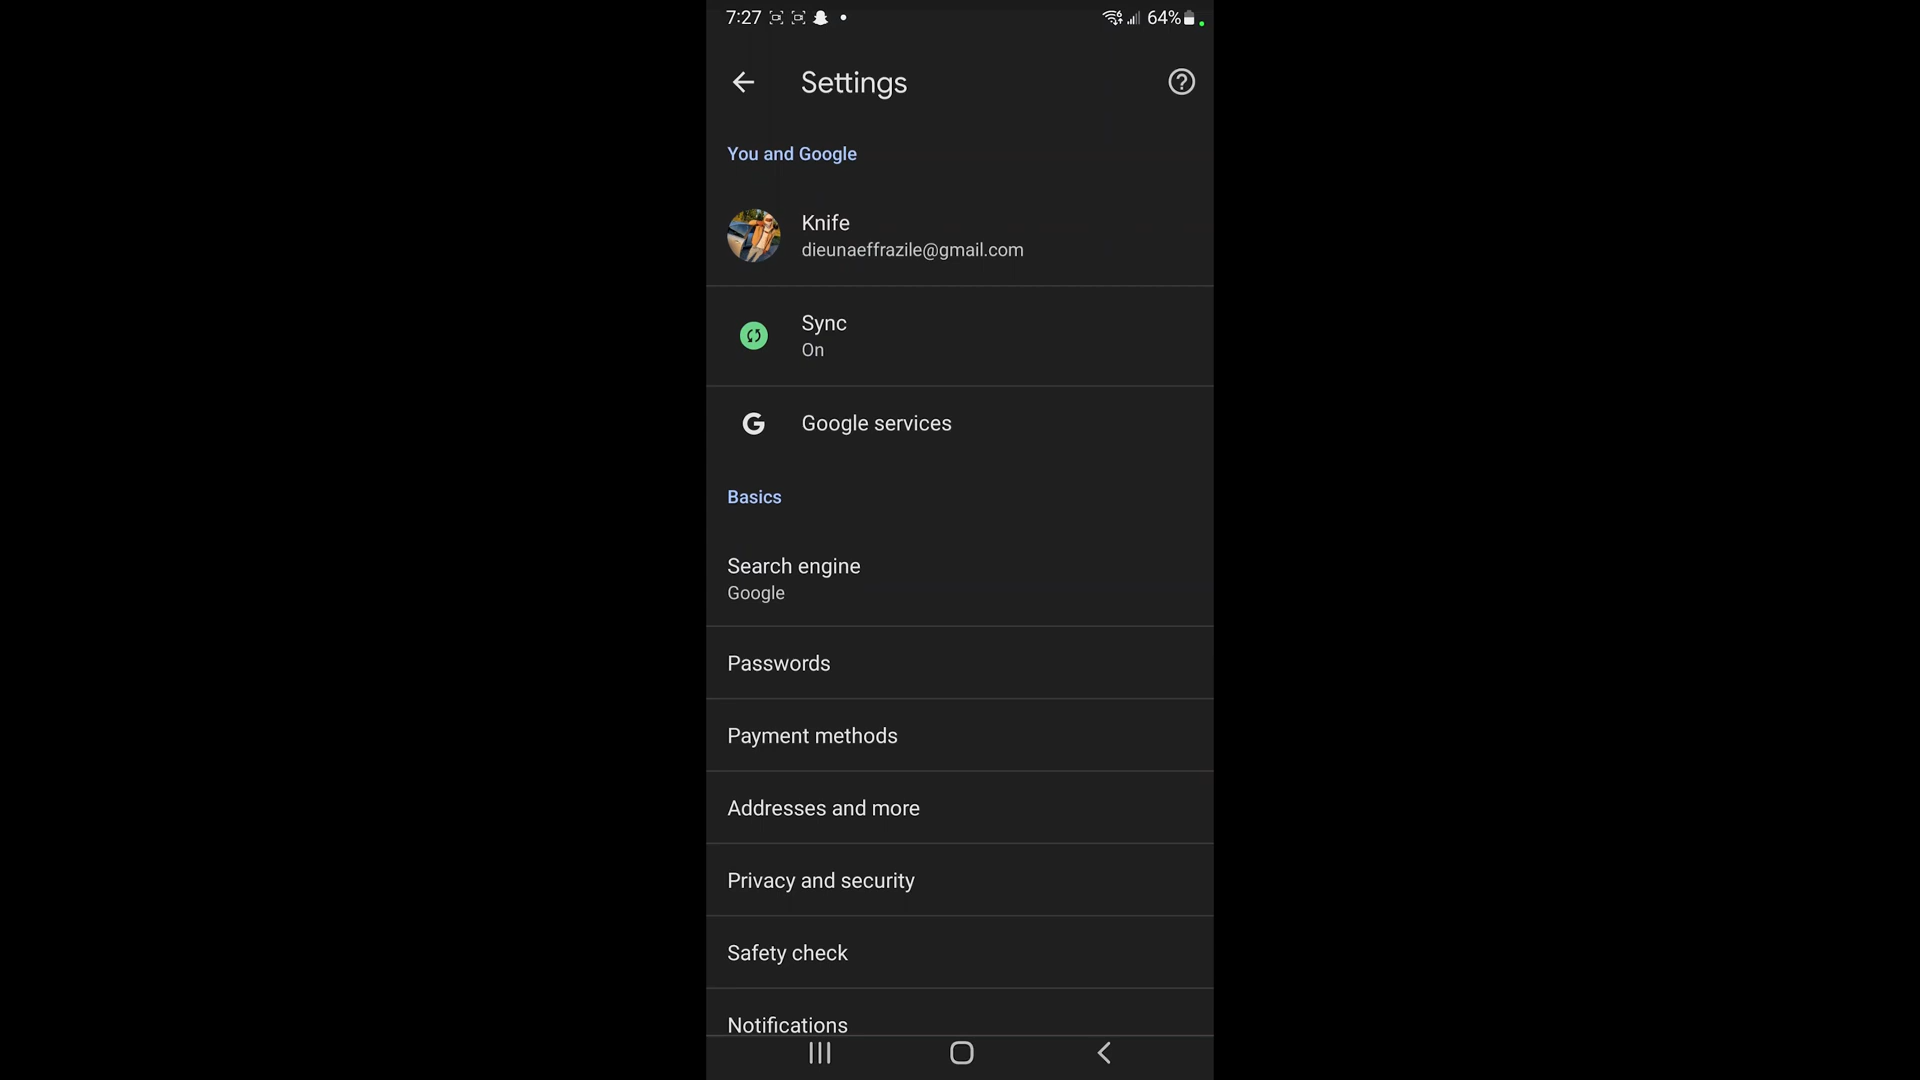 7:27
64%
Settings
You and Google
Knife
dieunaeffrazile@gmail.com
Sync
On
Google services
Basics
Search engine
Google
Passwords
Payment methods
Addresses and more
Privacy and security
Safety check
Notifications